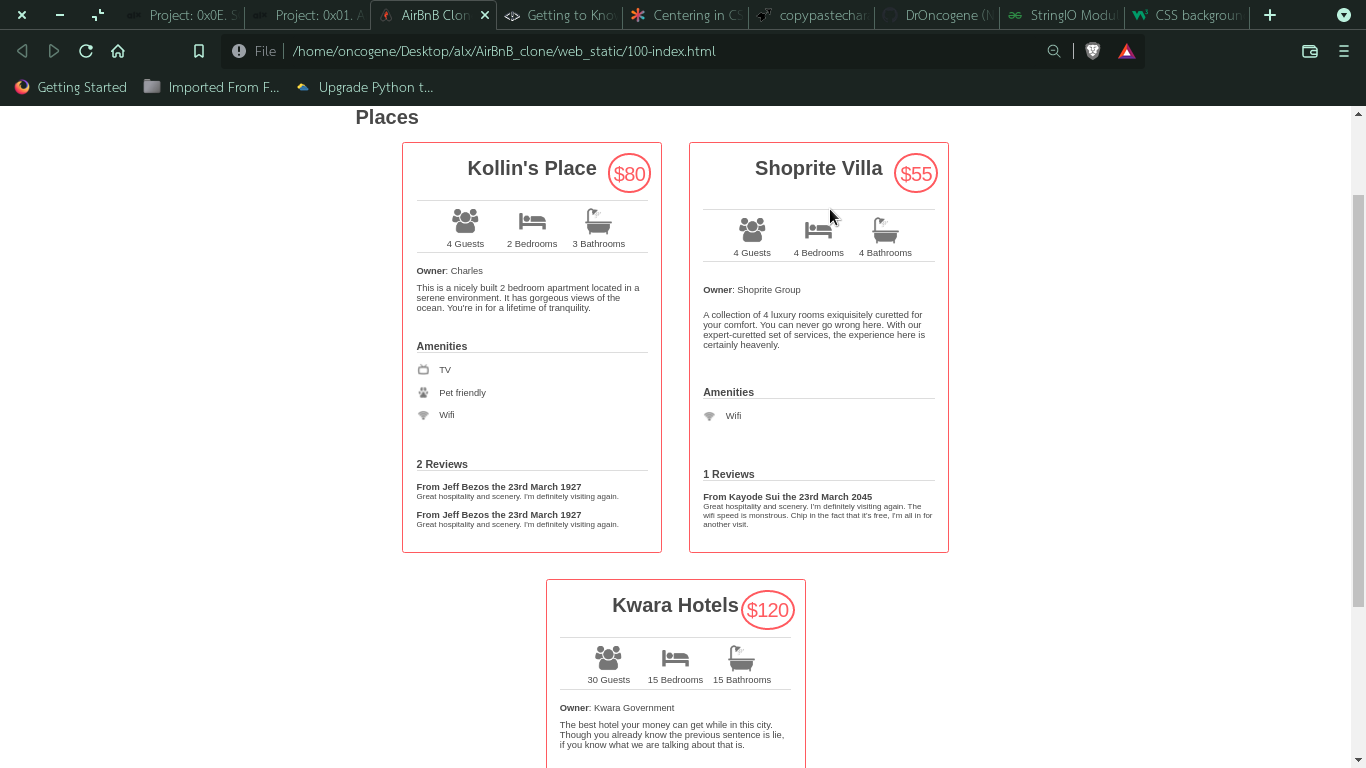 Project: 0x0E. S
Project: 0x01. A
AirBnB Clon
Getting to Kno
Centering in CS
copypastechar
DrOncogene (N
StringIO Modul
CSS backgroun
File
/home/oncogene/Desktop/alx/AirBnB_clone/web_static/100-index.html
Getting Started
Imported From F...
Upgrade Python t...
Places
Kollin's Place
$80
4 Guests
2 Bedrooms
3 Bathrooms
Owner: Charles
This is a nicely built 2 bedroom apartment located in a
serene environment. It has gorgeous views of the
ocean. You're in for a lifetime of tranquility.
Amenities
TV
Pet friendly
Wifi
2 Reviews
From Jeff Bezos the 23rd March 1927
Great hospitality and scenery. I'm definitely visiting again.
From Jeff Bezos the 23rd March 1927
Great hospitality and scenery. I'm definitely visiting again.
Shoprite Villa
$55
4 Guests
4 Bedrooms
4 Bathrooms
Owner: Shoprite Group
A collection of 4 luxury rooms exiquisitely curetted for
your comfort. You can never go wrong here. With our
expert-curetted set of services, the experience here is
certainly heavenly.
Amenities
Wifi
1 Reviews
From Kayode Sui the 23rd March 2045
Great hospitality and scenery. I'm definitely visiting again. The
wifi speed is monstrous. Chip in the fact that it's free, I'm all in for
another visit.
Kwara Hotels
$120
30 Guests
15 Bedrooms
15 Bathrooms
Owner: Kwara Government
The best hotel your money can get while in this city.
Though you already know the previous sentence is lie,
if you know what we are talking about that is.